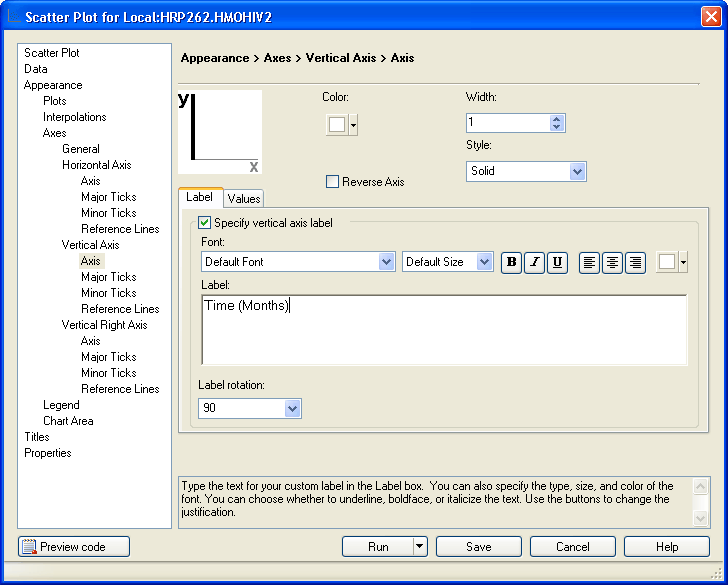 Scatter Plot for Local:HRP262.HMOHIV2
Scatter Plot
Data
Appearance
Plots
Interpolations
Axes
General
Horizontal Axis
Axis
Major Ticks
Minor Ticks
Reference Lines
Vertical Axis
Axis
Major Ticks
Minor Ticks
Reference Lines
Vertical Right Axis
Axis
Major Ticks
Minor Ticks
Reference Lines
Legend
Chart Area
Titles
Properties
Appearance > Axes > Vertical Axis > Axis
y
x
Color:
Width:
1
Style:
Solid
Reverse Axis
Label Values
Specify vertical axis label
Font:
Default Font Default Size B I U
Label:
Time (Months)
Label rotation:
90
Type the text for your custom label in the Label box. You can also specify the type, size, and color of the
font. You can choose whether to underline, boldface, or italicize the text. Use the buttons to change the
justification.
Preview code Run Save Cancel Help